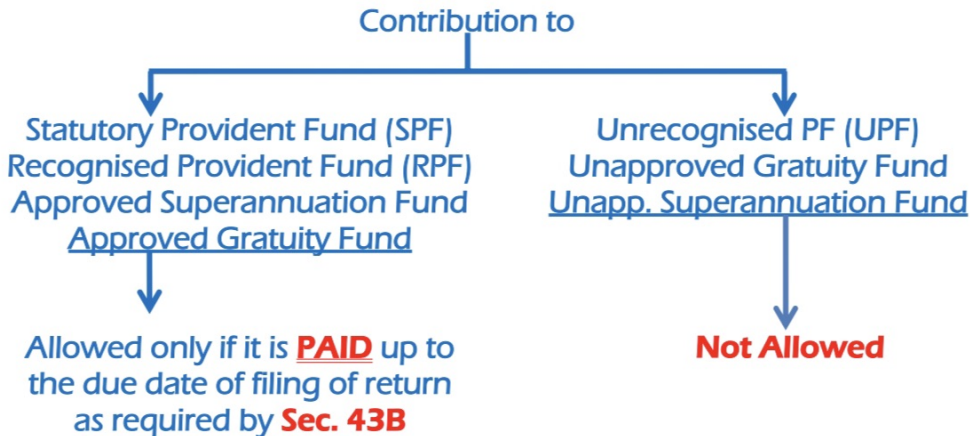 Contribution to
Statutory Provident Fund (SPF)
Recognised Provident Fund (RPF)
Approved Superannuation Fund
Approved Gratuity Fund
Allowed only if it is PAID up to
the due date of filing of return
as required by Sec. 43B
Unrecognised PF (UPF)
Unapproved Gratuity Fund
Unapp. Superannuation Fund
Not Allowed